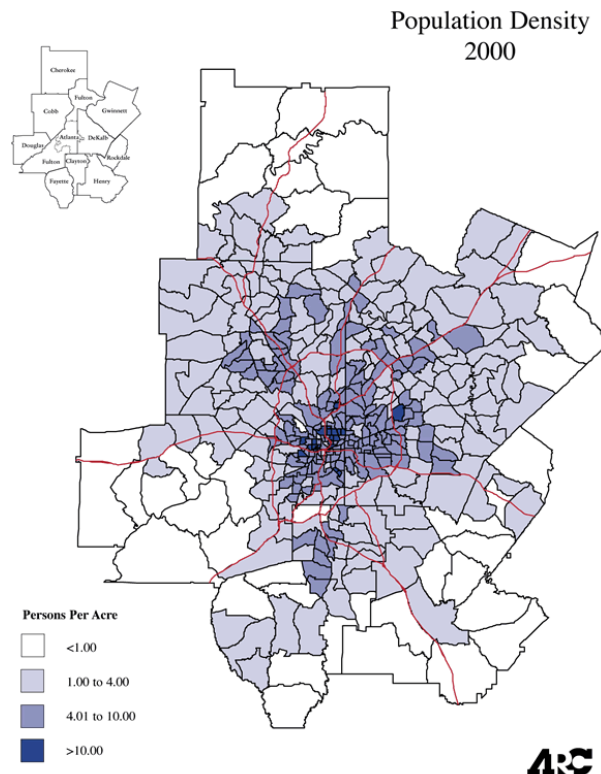 Population Density
2000
Cherokee
Fulton
Cobb
Gwinnett
Atlanta
DeKalb
Douglas
Rockdale
Fulton
Clayton
Fayette
Henry
Persons Per Acre
<1.00
1.00 to 4.00
4.01 to 10.00
>10.00
ARC